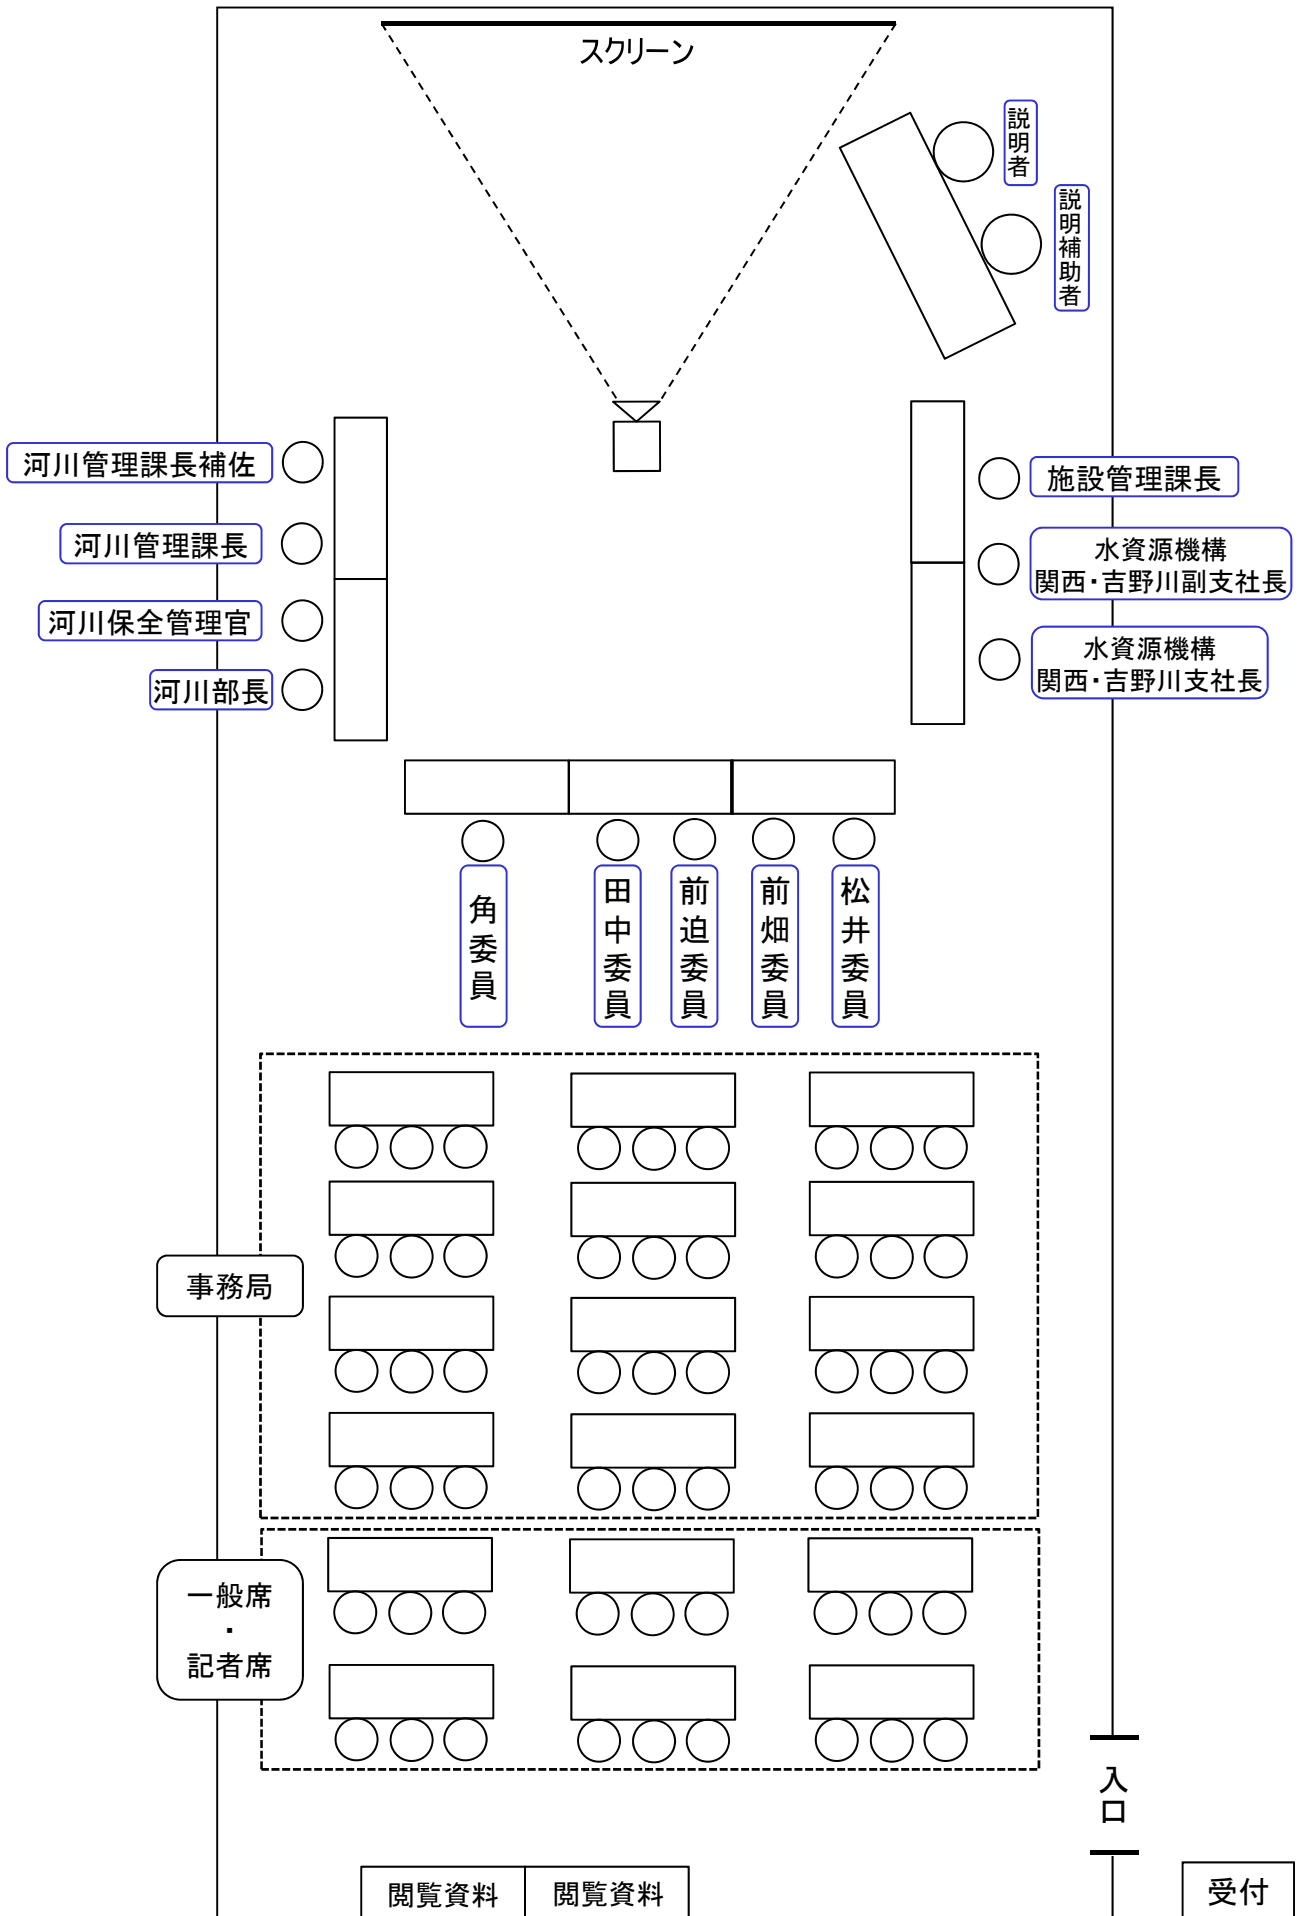 スクリーン
説明者
説明補助者
河川管理課長補佐
河川管理課長
河川保全管理官
河川部長
施設管理課長
水資源機構
関西・吉野川副支社長
水資源機構
関西・吉野川支社長
角委員
田中委員
前迫委員
前畑委員
松井委員
事務局
一般席
・
記者席
入口
閲覧資料
閲覧資料
受付